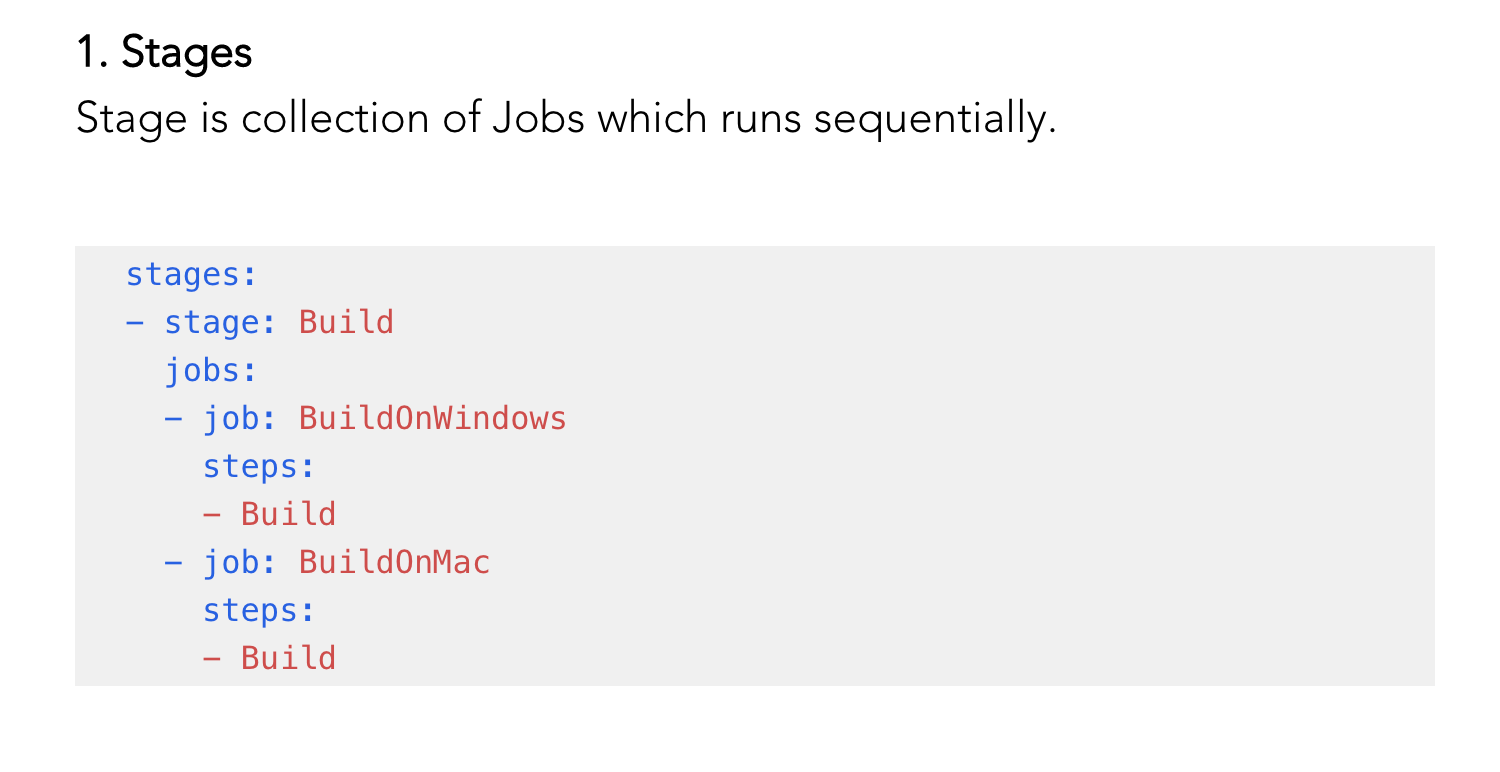 1. Stages
Stage is collection of Jobs which runs sequentially.
stages:
- stage: Build
  jobs:
  - job: BuildOnWindows
    steps:
    - Build
  - job: BuildOnMac
    steps:
    - Build